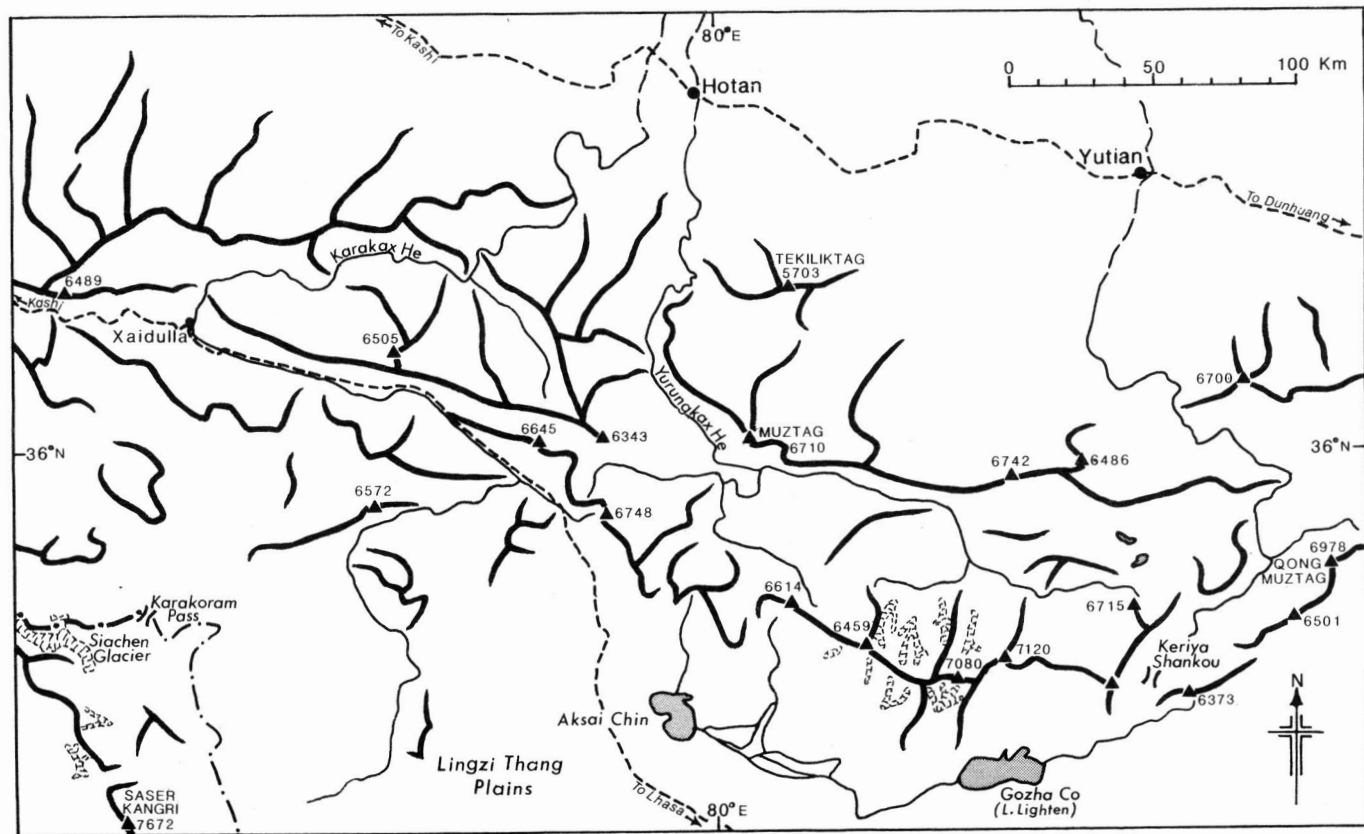 To Kashi
80°E
0 50 100 Km
Hotan
Yutian
To Dunhuang
Karakax He
TEKILIKTAG
5703
6489
Kashi
Xaidulla
6505
Yurungkax He
6700
6645
6343
MUZTAG
6710
36°N
36°N
6742
6486
6572
6748
6978
QONG
MUZTAG
Karakoram
Pass
Siachen
Glacier
6614
6715
6501
6459
7120
Keriya
Shankou
7080
6373
N
Aksai Chin
Lingzi Thang
Plains
SASER
KANGRI
7672
To Lhasa
80°E
Gozha Co
(L. Lighten)